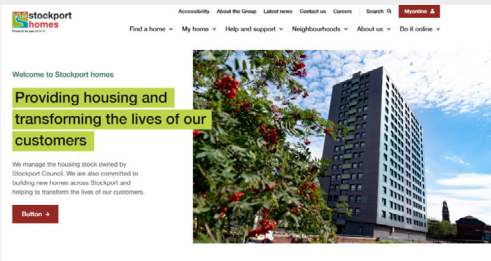 stockport
homes
Accessibility About the Group Latest news Contact us Careers Search Myonline
Find a home My home Help and support Neighbourhoods About us Do it online
Welcome to Stockport homes
Providing housing and
transforming the lives of our
customers
We manage the housing stock owned by
Stockport Council. We are also committed to
building new homes across Stockport and
helping to transform the lives of our customers.
Button